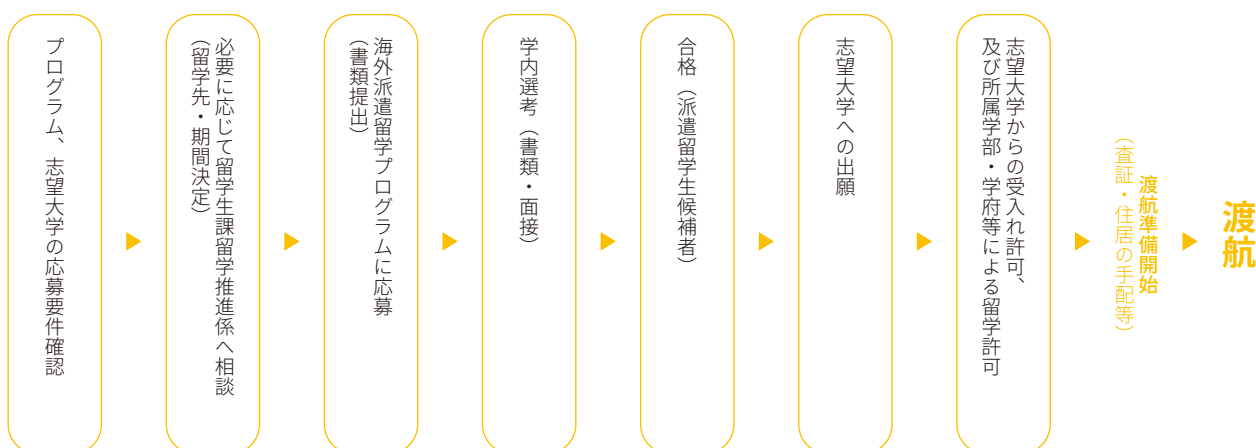 プログラム、志望大学の応募要件確認
必要に応じて留学生課留学推進係へ相談
（留学先・期間決定）
海外派遣留学プログラムに応募
（書類提出）
学内選考（書類・面接）
合格（派遣留学生候補者）
志望大学への出願
志望大学からの受入れ許可、
及び所属学部・学府等による留学許可
渡航準備開始
（査証・住居の手配等）
渡航